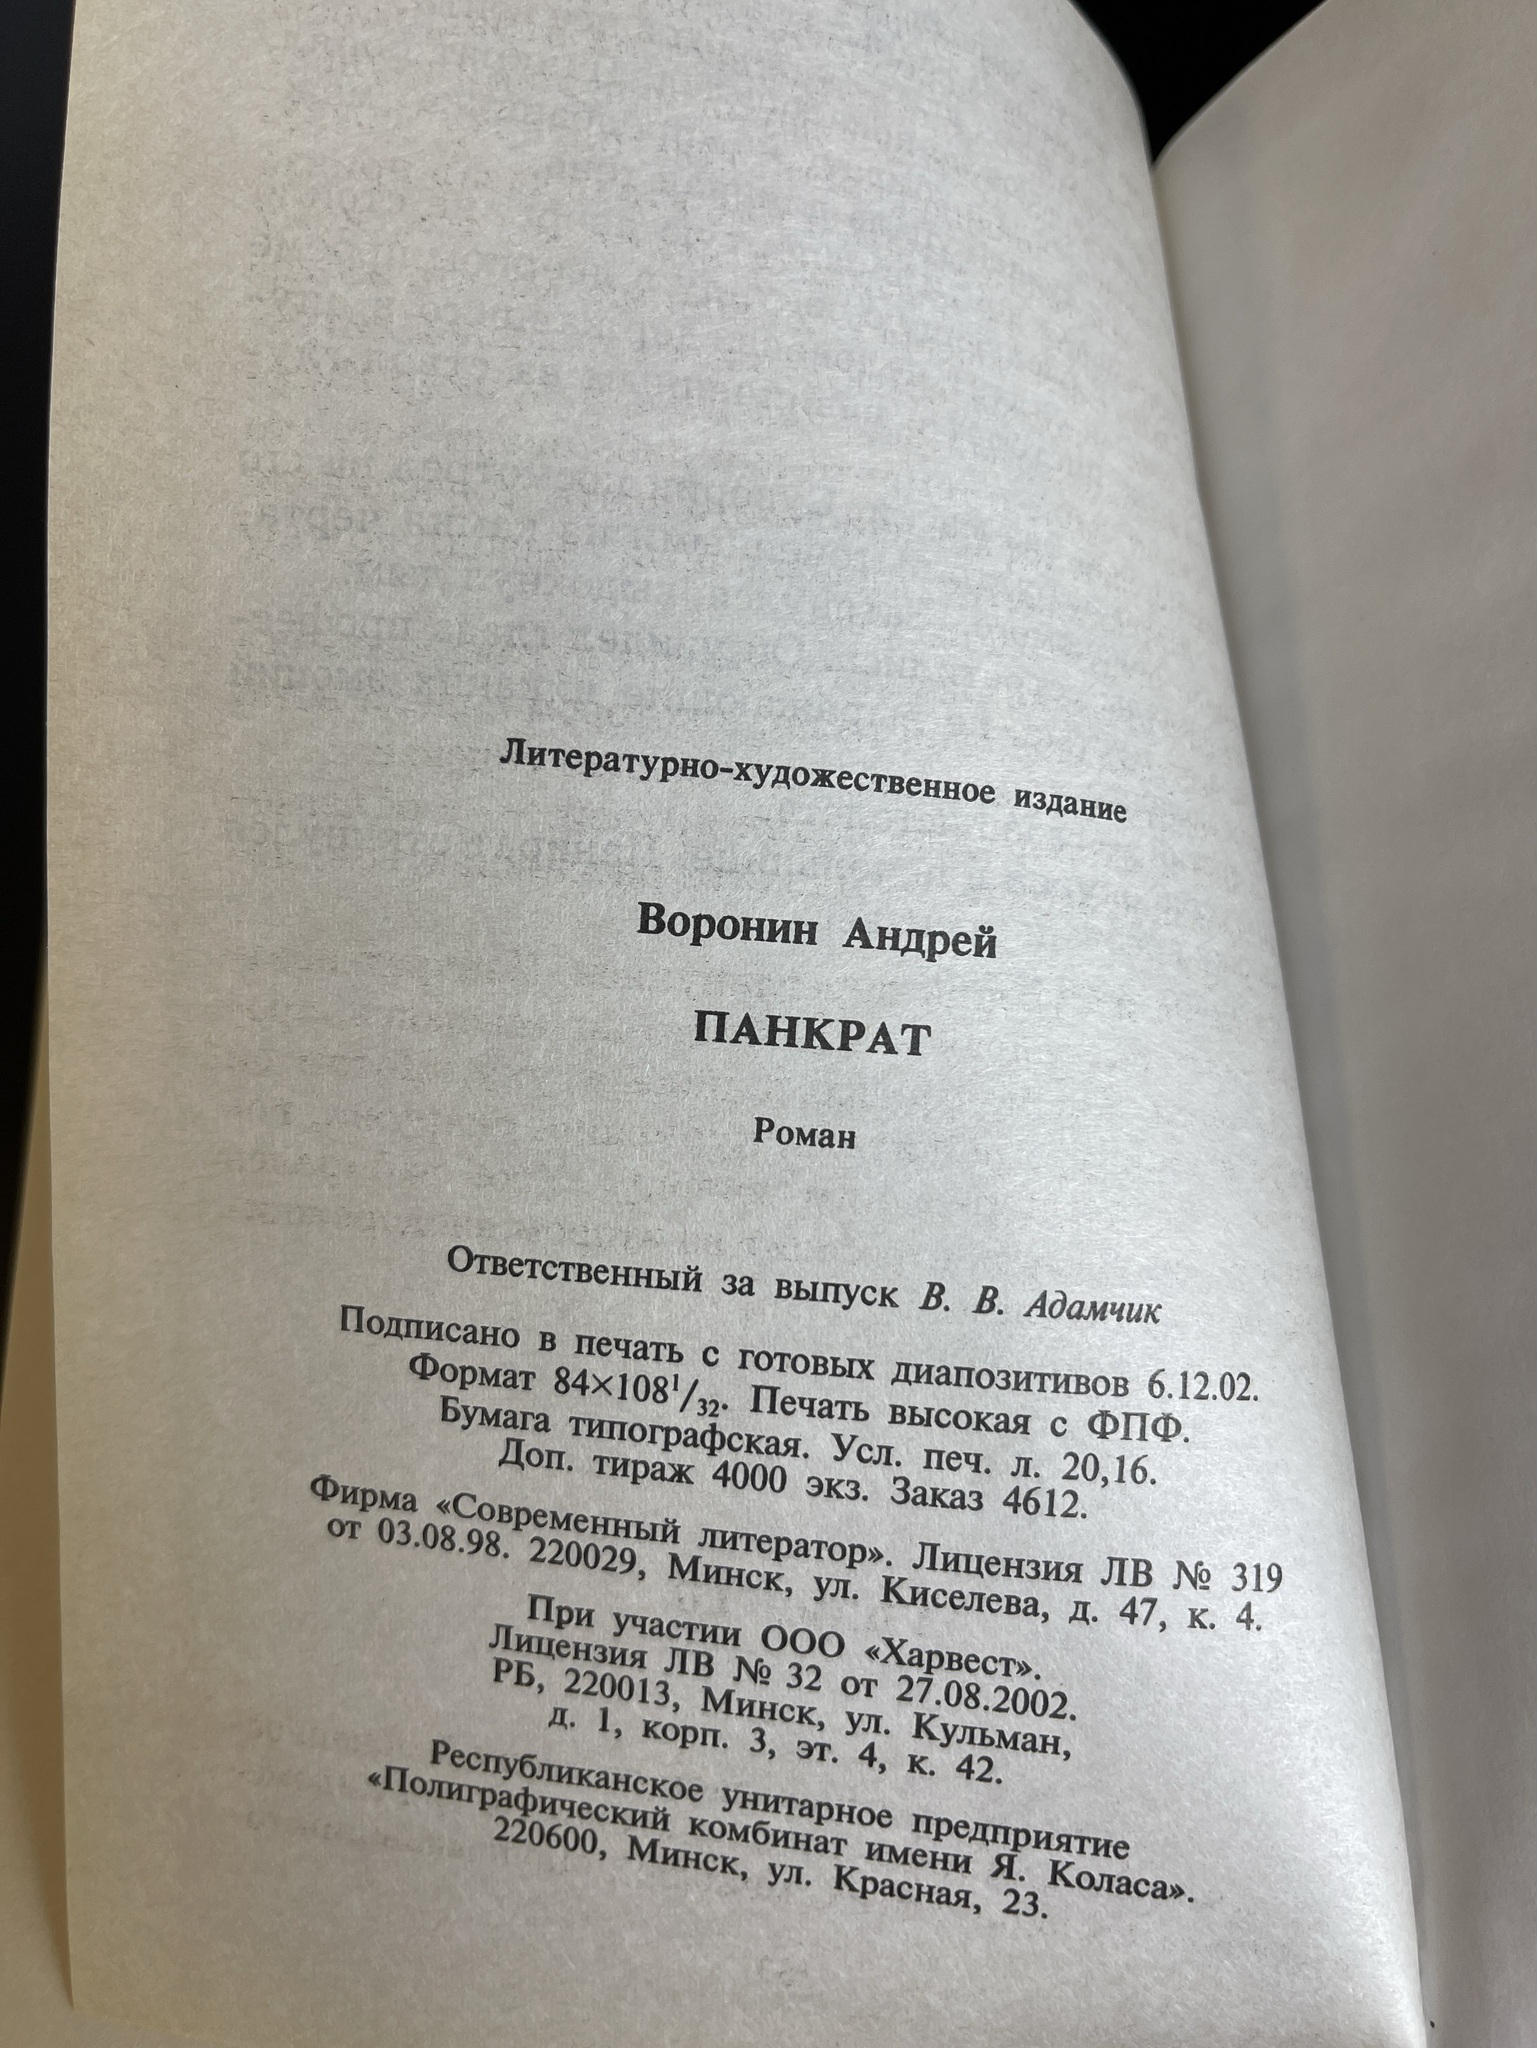 Литературно-художественное издание
Воронин Андрей
ПАНКРАТ
Роман
Ответственный за выпуск В. В. Адамчик
Подписано в печать с готовых диапозитивов 6.12.02.
Формат 84×108¹/₃₂. Печать высокая с ФПФ.
Бумага типографская. Усл. печ. л. 20,16.
Доп. тираж 4000 экз. Заказ 4612.
Фирма «Современный литератор». Лицензия ЛВ № 319
от 03.08.98. 220029, Минск, ул. Киселева, д. 47, к. 4.
При участии ООО «Харвест».
Лицензия ЛВ № 32 от 27.08.2002.
РБ, 220013, Минск, ул. Кульман,
д. 1, корп. 3, эт. 4, к. 42.
Республиканское унитарное предприятие
«Полиграфический комбинат имени Я. Коласа».
220600, Минск, ул. Красная, 23.